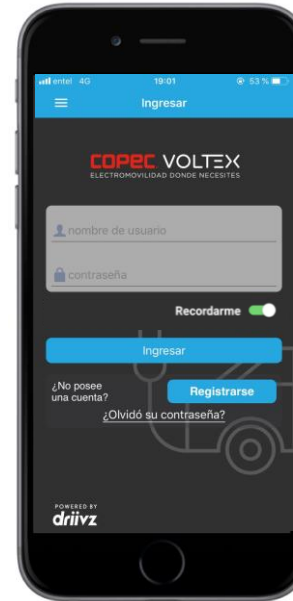 entel 4G 19:01 @ 53 %
Ingresar
COPEC VOLTEX
ELECTROMOVILIDAD DONDE NECESITES
nombre de usuario
contraseña
Recordarme
Ingresar
¿No posee
una cuenta?
Registrarse
¿Olvidó su contraseña?
POWERED BY
driivz